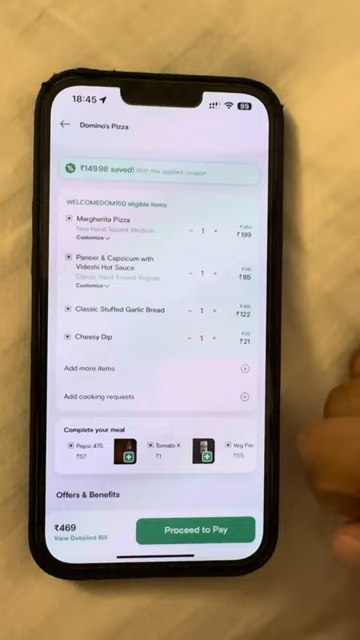 18:45
99
Domino's Pizza
₹149.98 saved! With the applied coupon
WELCOMEDOM150 eligible items
Margherita Pizza
New Hand Tossed, Medium
Customize
− 1 +
₹199
Paneer & Capsicum with
Videshi Hot Sauce
Classic Hand Tossed, Regular
Customize
− 1 +
₹85
Classic Stuffed Garlic Bread
− 1 +
₹122
Cheesy Dip
− 1 +
₹21
Add more items
Add cooking requests
Complete your meal
Pepsi 475
₹57
Tomato K
₹1
Veg Par
₹55
Offers & Benefits
₹469
View Detailed Bill
Proceed to Pay